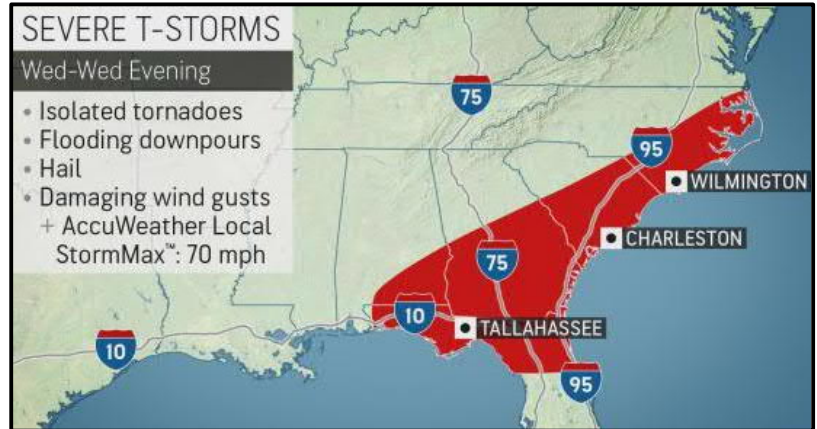 SEVERE T-STORMS
Wed-Wed Evening
• Isolated tornadoes
• Flooding downpours
• Hail
• Damaging wind gusts
+ AccuWeather Local
StormMax™: 70 mph
75
95
WILMINGTON
CHARLESTON
75
10
TALLAHASSEE
10
95